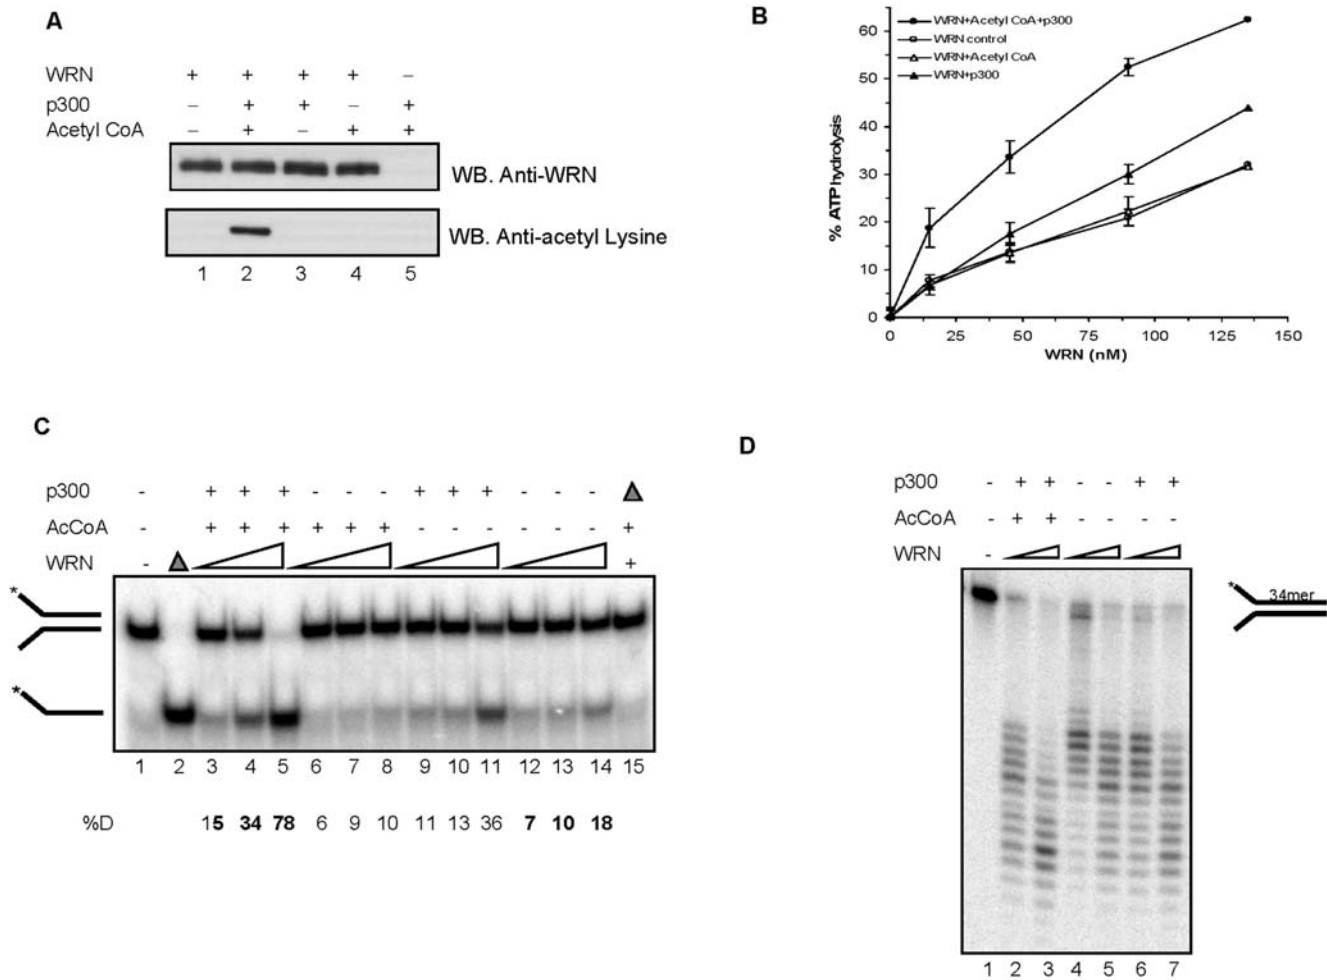 A
WRN + + + + –
p300 – + + – +
Acetyl CoA – + – + +
WB. Anti-WRN
WB. Anti-acetyl Lysine
1 2 3 4 5
B
WRN+Acetyl CoA+p300
WRN control
WRN+Acetyl CoA
WRN+p300
% ATP hydrolysis
60
50
40
30
20
10
0
0 25 50 75 100 125 150
WRN (nM)
C
p300 - + + + - - - + + + - - -
AcCoA - + + + + + + - - - - - - +
WRN - +
*
*
1 2 3 4 5 6 7 8 9 10 11 12 13 14 15
%D 15 34 78 6 9 10 11 13 36 7 10 18
D
p300 - + + - - + +
AcCoA - + + - - - -
WRN -
* 34mer
1 2 3 4 5 6 7